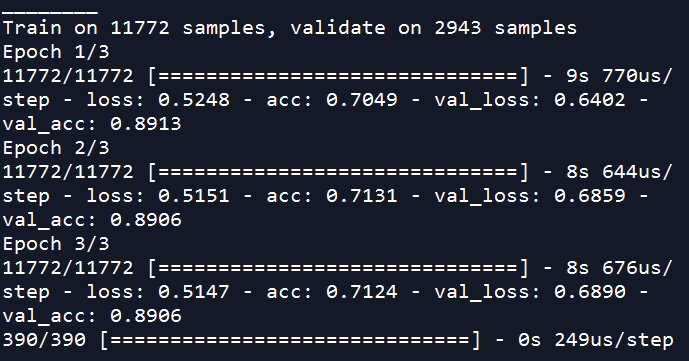 ________
Train on 11772 samples, validate on 2943 samples
Epoch 1/3
11772/11772 [==============================] - 9s 770us/
step - loss: 0.5248 - acc: 0.7049 - val_loss: 0.6402 -
val_acc: 0.8913
Epoch 2/3
11772/11772 [==============================] - 8s 644us/
step - loss: 0.5151 - acc: 0.7131 - val_loss: 0.6859 -
val_acc: 0.8906
Epoch 3/3
11772/11772 [==============================] - 8s 676us/
step - loss: 0.5147 - acc: 0.7124 - val_loss: 0.6890 -
val_acc: 0.8906
390/390 [==============================] - 0s 249us/step